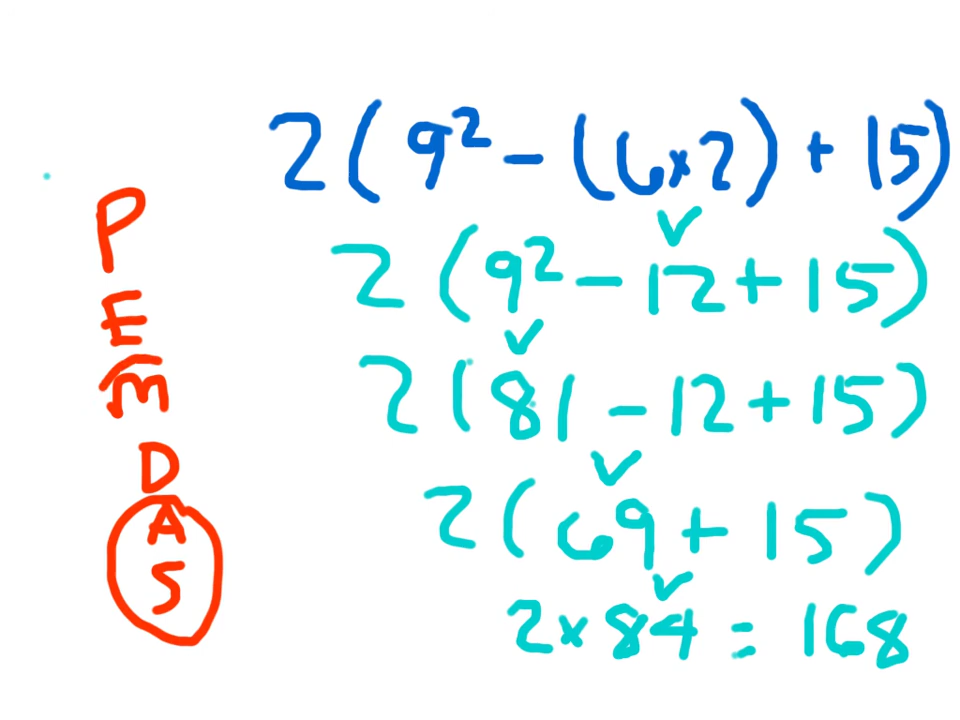 2(9² - (6x2) + 15)
2(9² - 12 + 15)
2(81 - 12 + 15)
2(69 + 15)
2x84 = 168
P
E
M
D
A
S